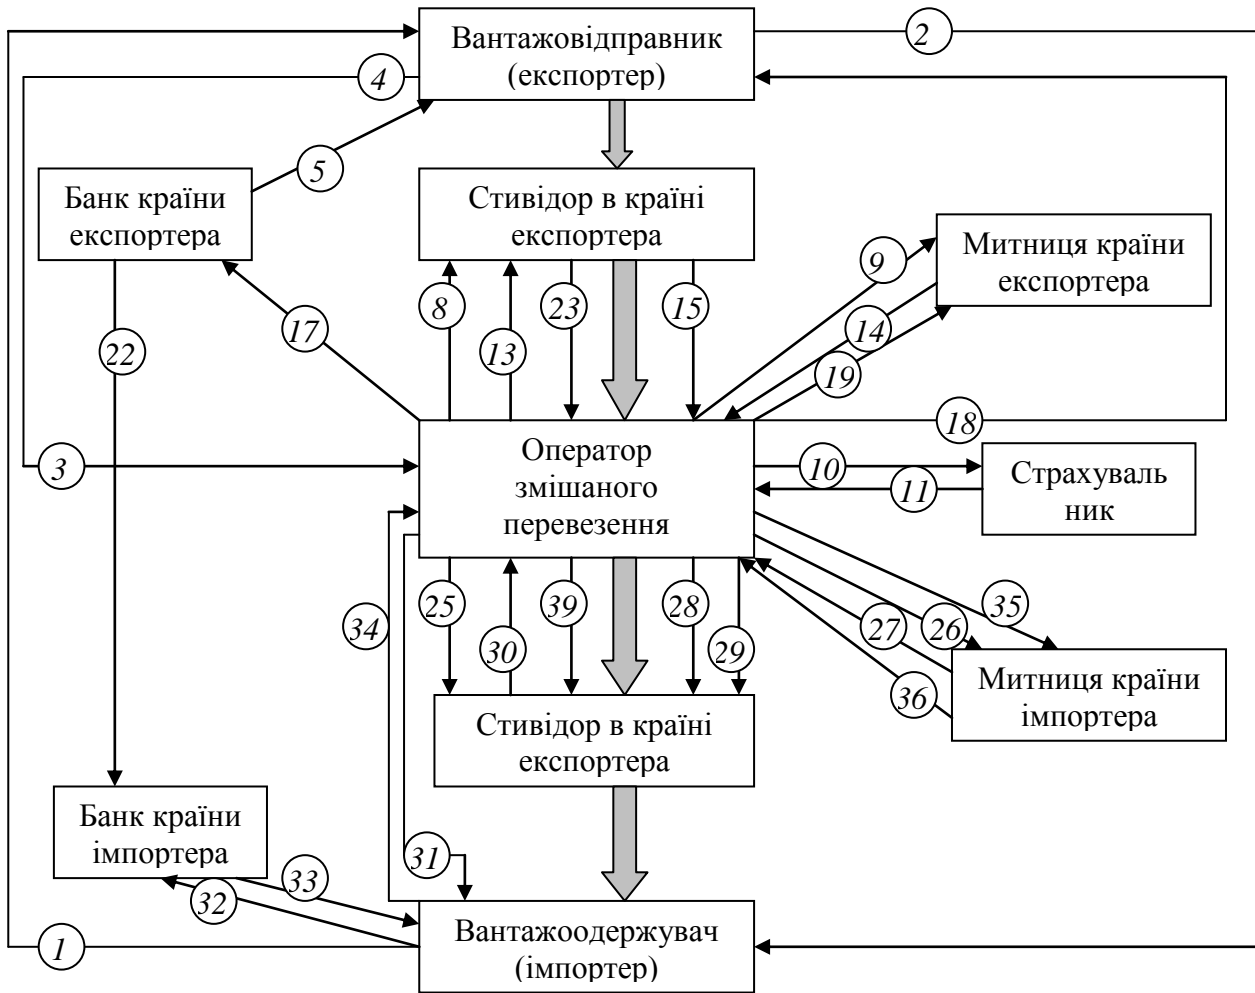 Вантажовідправник
(експортер)
2
4
5
Банк країни
експортера
Стивідор в країні
експортера
Митниця країни
експортера
9
8
23
15
14
17
22
13
19
18
3
Оператор
змішаного
перевезення
10
11
Страхуваль
ник
25
39
28
35
34
27
26
30
29
36
Митниця країни
імпортера
Стивідор в країні
експортера
Банк країни
імпортера
31
33
32
1
Вантажоодержувач
(імпортер)